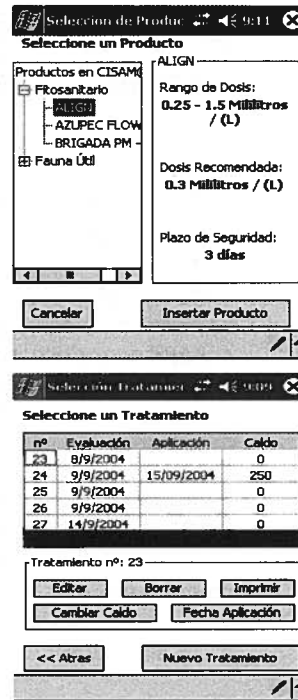 Seleccion de Produc 9:11
Seleccione un Producto
Productos en CISAM
Fitosanitario
ALIGN
AZUPEC FLOW
BRIGADA PM -
Fauna Útil
ALIGN
Rango de Dosis:
0.25 - 1.5 Mililitros
/ (L)
Dosis Recomendada:
0.3 Mililitros / (L)
Plazo de Seguridad:
3 días
Cancelar Insertar Producto
Selección Tratamier 9:09
Seleccione un Tratamiento
nº Evaluación Aplicación Caldo
23 8/9/2004 0
24 9/9/2004 15/09/2004 250
25 9/9/2004 0
26 9/9/2004 0
27 14/9/2004 0
Tratamiento nº: 23
Editar Borrar Imprimir
Cambiar Caldo Fecha Aplicación
<< Atras Nuevo Tratamiento